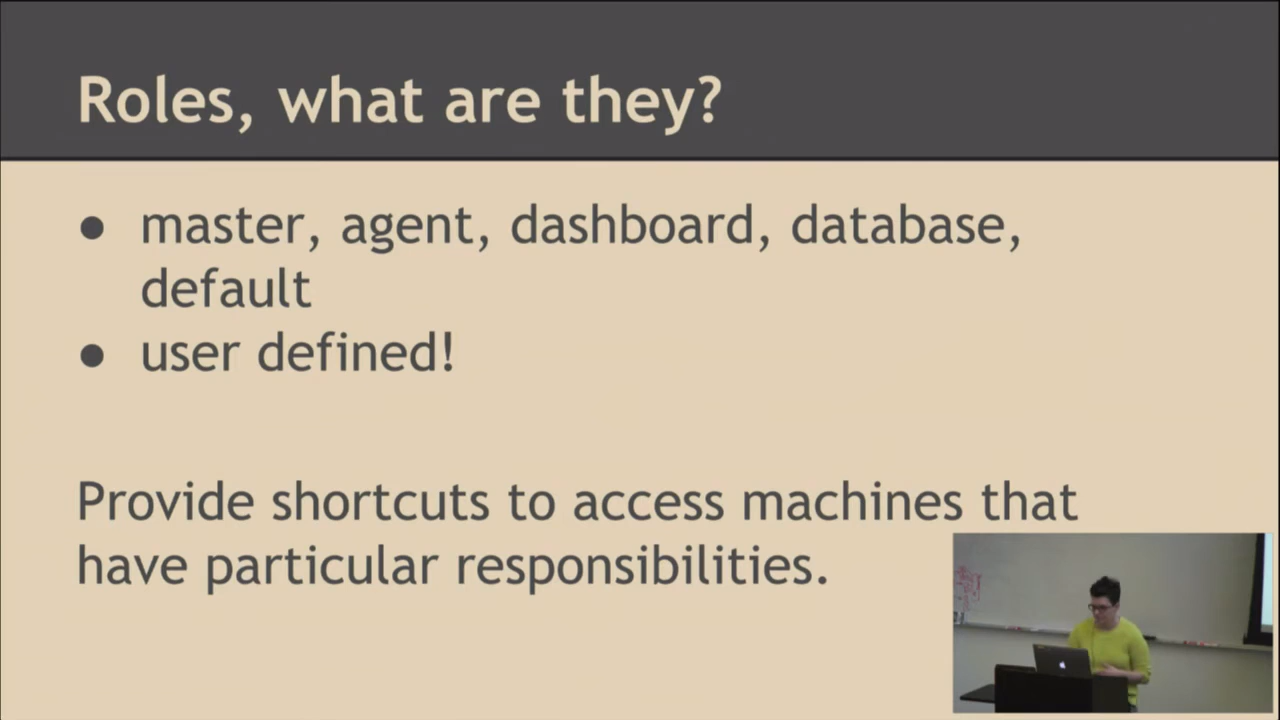 Roles, what are they?
● master, agent, dashboard, database,
default
● user defined!
Provide shortcuts to access machines that
have particular responsibilities.